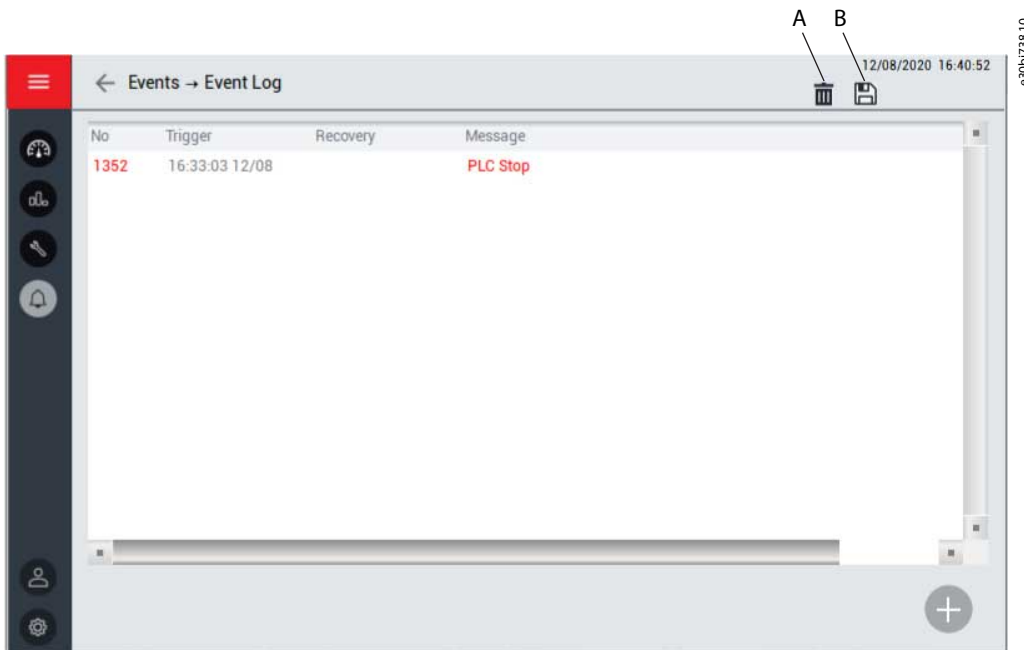 A B
e30bj738.10
12/08/2020 16:40:52
Events → Event Log
No Trigger Recovery Message
1352 16:33:03 12/08 PLC Stop